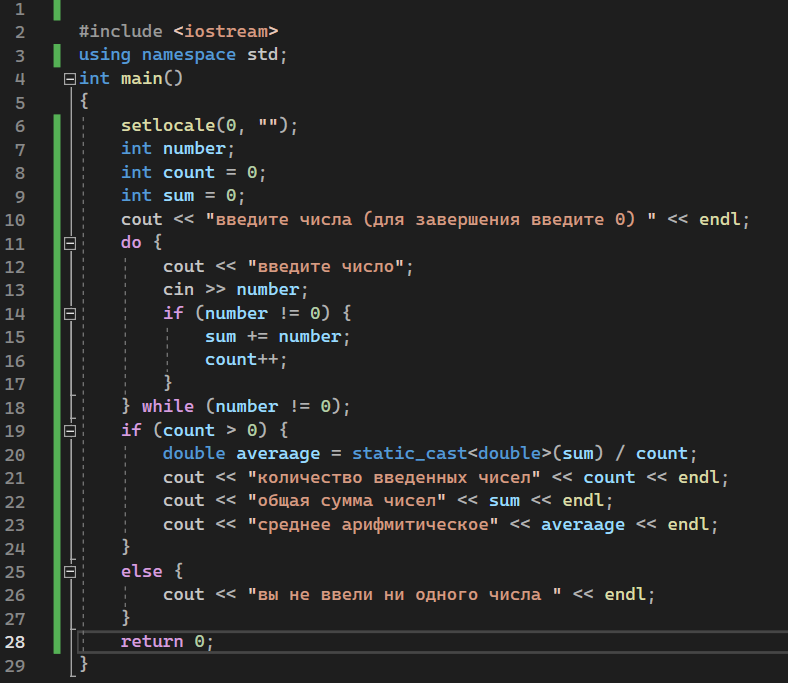 1
2 #include <iostream>
3 using namespace std;
4 int main()
5 {
6 setlocale(0, "");
7 int number;
8 int count = 0;
9 int sum = 0;
10 cout << "введите числа (для завершения введите 0) " << endl;
11 do {
12 cout << "введите число";
13 cin >> number;
14 if (number != 0) {
15 sum += number;
16 count++;
17 }
18 } while (number != 0);
19 if (count > 0) {
20 double averaage = static_cast<double>(sum) / count;
21 cout << "количество введенных чисел" << count << endl;
22 cout << "общая сумма чисел" << sum << endl;
23 cout << "среднее арифмитическое" << averaage << endl;
24 }
25 else {
26 cout << "вы не ввели ни одного числа " << endl;
27 }
28 return 0;
29 }